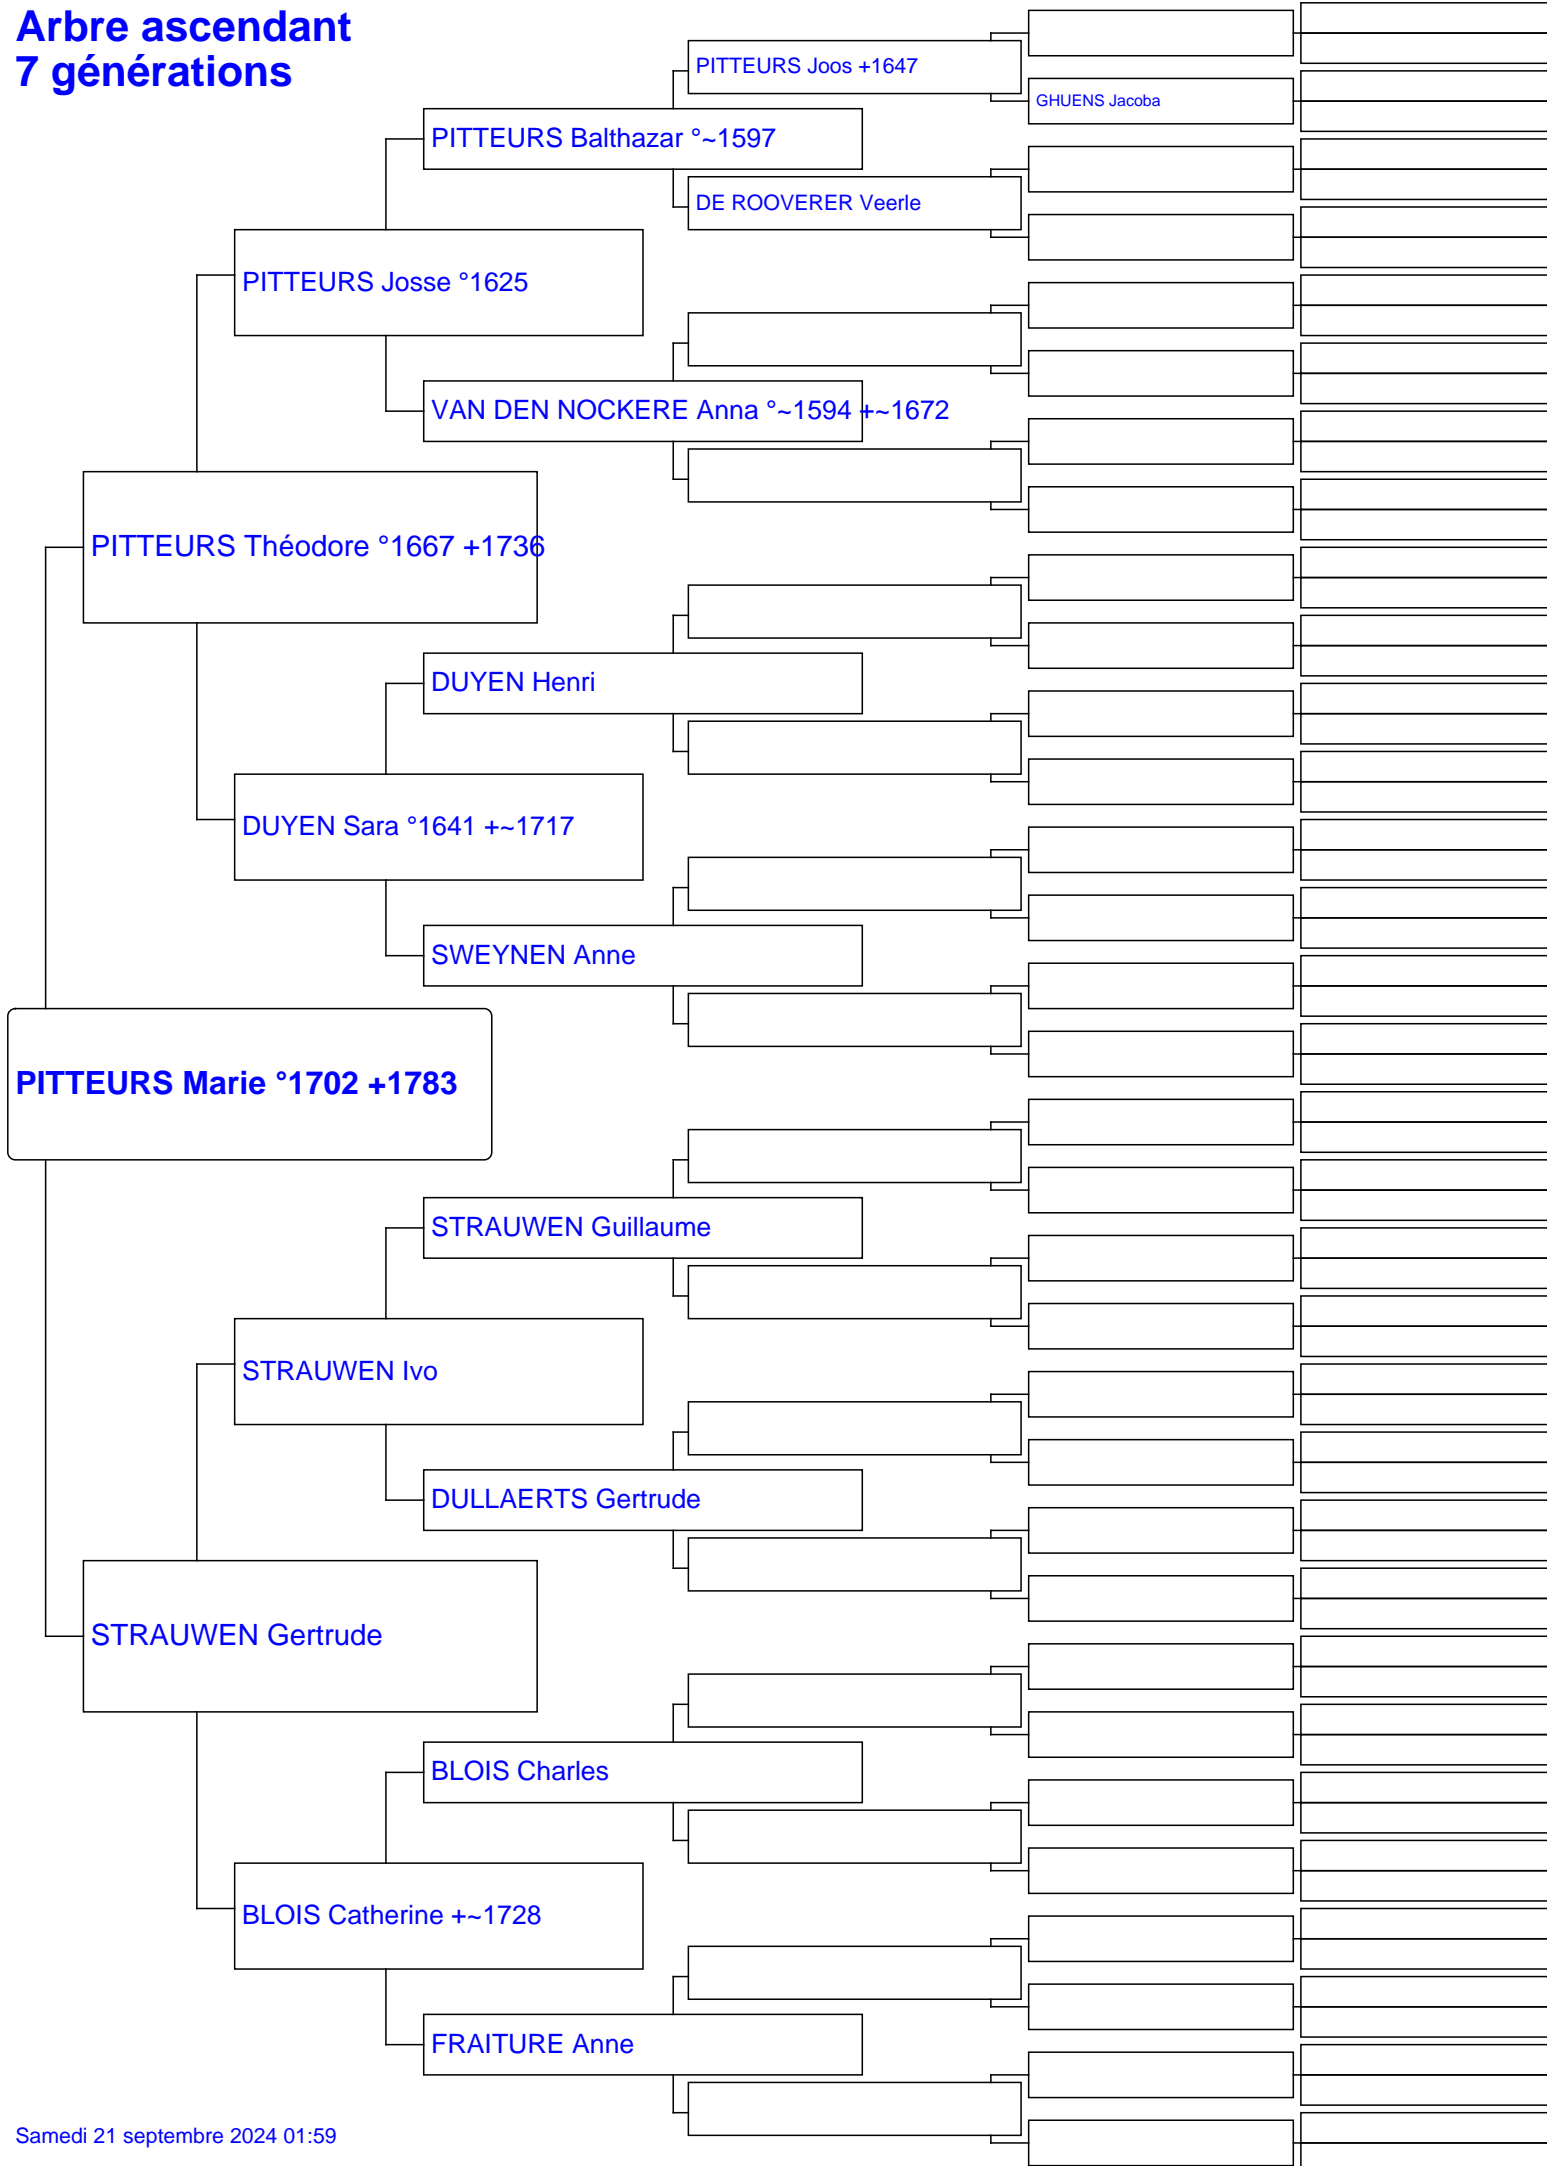 Arbre ascendant
7 générations
PITTEURS Joos +1647
GHUENS Jacoba
PITTEURS Balthazar °~1597
DE ROOVERER Veerle
PITTEURS Josse °1625
VAN DEN NOCKERE Anna °~1594 +~1672
PITTEURS Théodore °1667 +1736
DUYEN Henri
DUYEN Sara °1641 +~1717
SWEYNEN Anne
PITTEURS Marie °1702 +1783
STRAUWEN Guillaume
STRAUWEN Ivo
DULLAERTS Gertrude
STRAUWEN Gertrude
BLOIS Charles
BLOIS Catherine +~1728
FRAITURE Anne
Samedi 21 septembre 2024 01:59